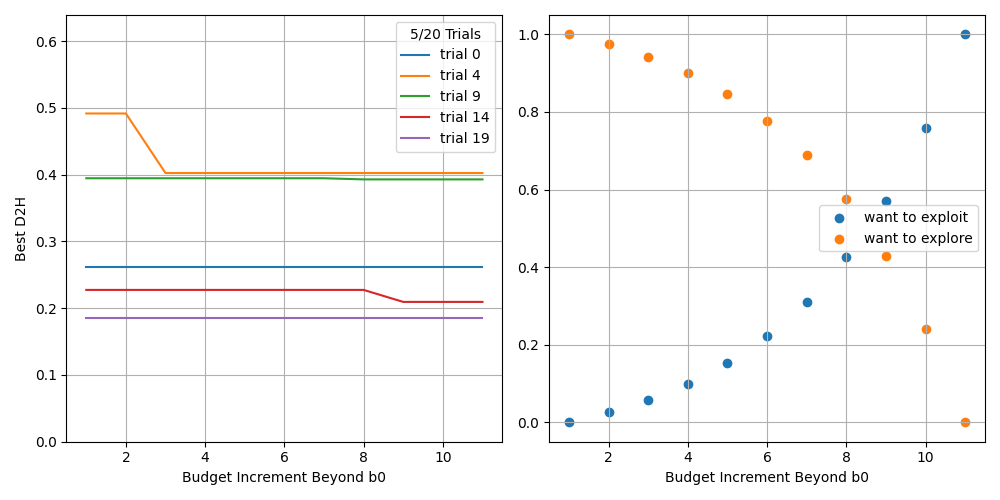 5/20 Trials
trial 0
trial 4
trial 9
trial 14
trial 19
0.6
0.5
0.4
0.3
0.2
0.1
0.0
Best D2H
2 4 6 8 10
Budget Increment Beyond b0
1.0
0.8
0.6
0.4
0.2
0.0
want to exploit
want to explore
2 4 6 8 10
Budget Increment Beyond b0